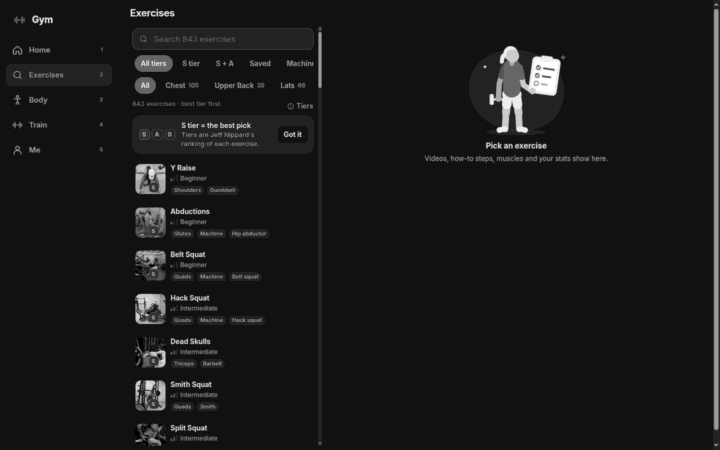 Gym
Home 1
Exercises 2
Body 3
Train 4
Me 5
Exercises
Search 843 exercises
All tiers S tier S + A Saved Machine
All Chest 105 Upper Back 39 Lats 66
843 exercises · best tier first
Tiers
S A B
S tier = the best pick
Tiers are Jeff Nippard's
ranking of each exercise.
Got it
Y Raise
Beginner
Shoulders Dumbbell
Abductions
Beginner
Glutes Machine Hip abductor
Belt Squat
Beginner
Quads Machine Belt squat
Hack Squat
Intermediate
Quads Machine Hack squat
Dead Skulls
Intermediate
Triceps Barbell
Smith Squat
Intermediate
Quads Smith
Split Squat
Intermediate
Pick an exercise
Videos, how-to steps, muscles and your stats show here.